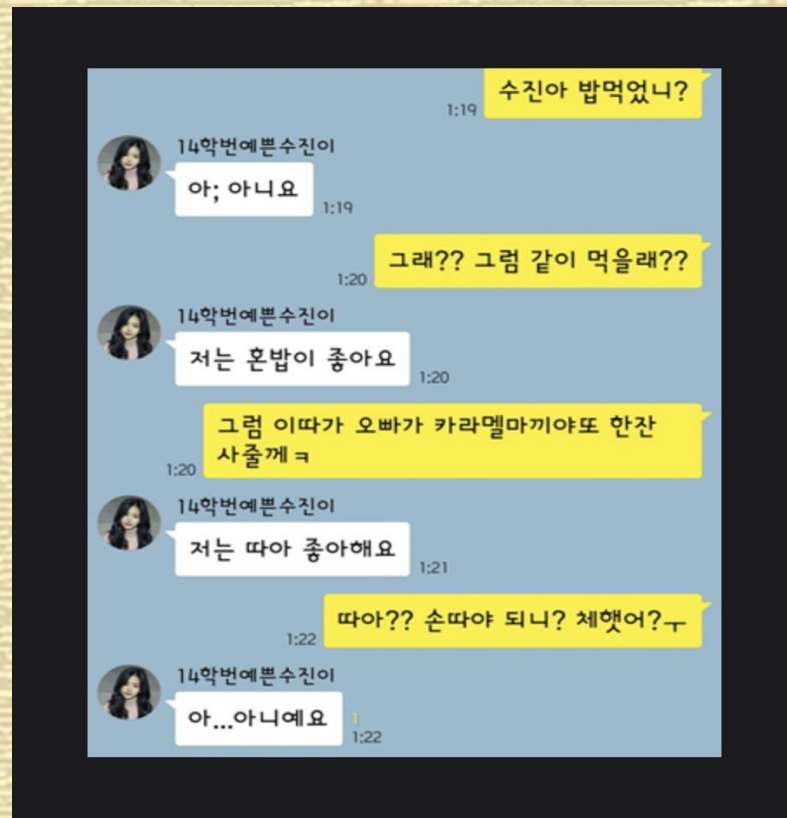 수진아 밥먹었니?
1:19
14학번예쁜수진이
아; 아니요
1:19
그래?? 그럼 같이 먹을래??
1:20
14학번예쁜수진이
저는 혼밥이 좋아요
1:20
그럼 이따가 오빠가 카라멜마끼야또 한잔
사줄께ㅋ
1:20
14학번예쁜수진이
저는 따아 좋아해요
1:21
따아?? 손따야 되니? 체햇어?ㅜ
1:22
14학번예쁜수진이
아...아니예요
1
1:22